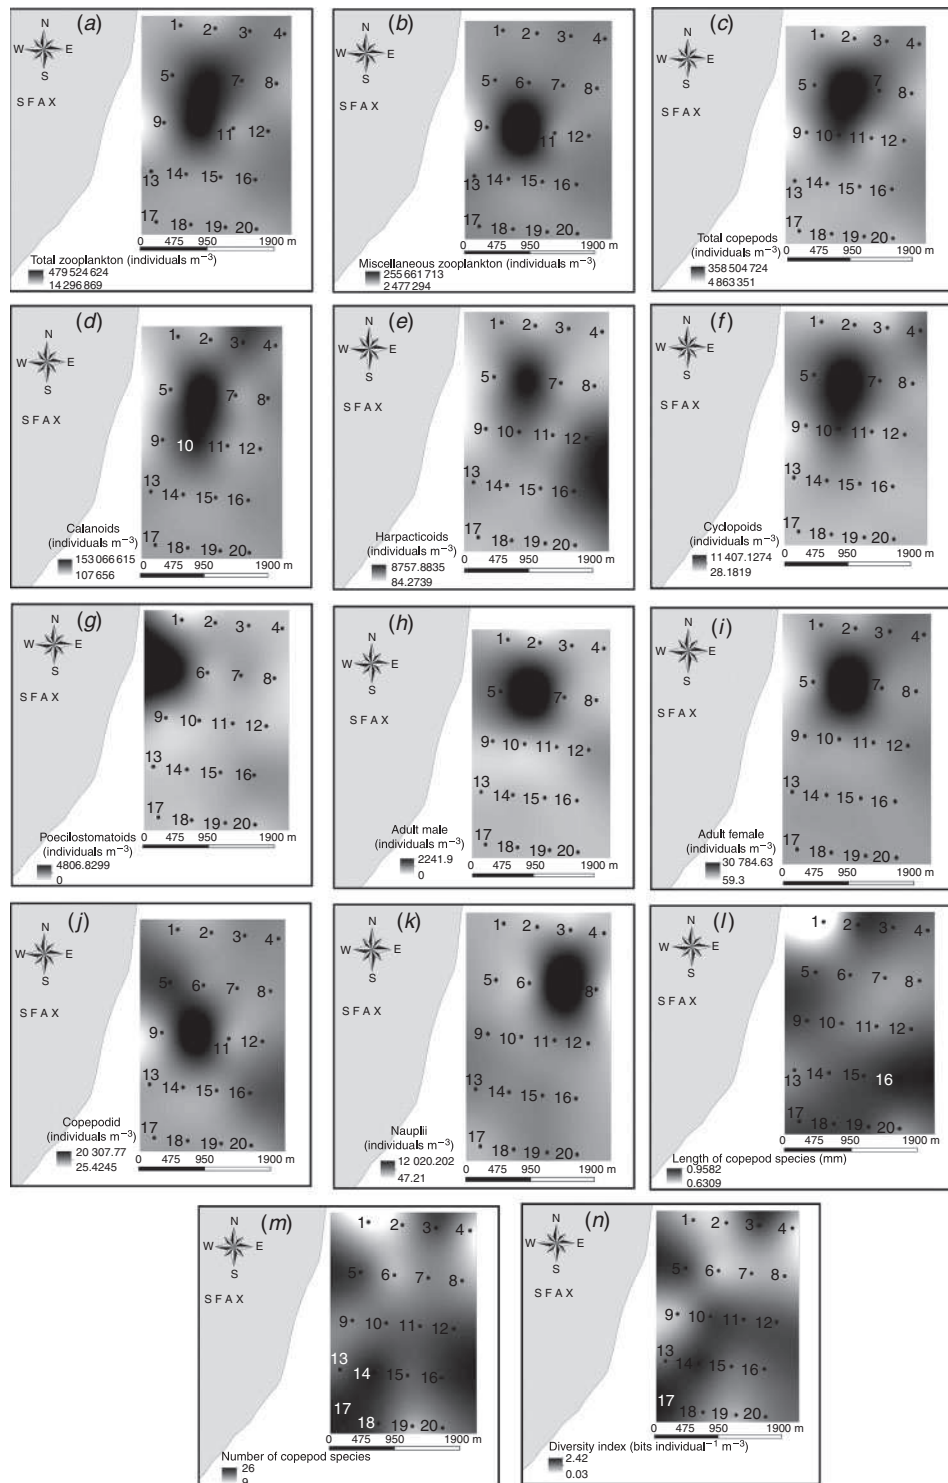 (a)
N
W E
S
SFAX
1 2 3 4
5 7 8
9 11 12
13 14 15 16
17 18 19 20
0 475 950 1900 m
Total zooplankton (individuals m⁻³)
479 524 624
14 296 869
(b)
N
W E
S
SFAX
1 2 3 4
5 6 7 8
9 11 12
13 14 15 16
17 18 19 20
0 475 950 1900 m
Miscellaneous zooplankton (individuals m⁻³)
255 661 713
2 477 294
(c)
N
W E
S
SFAX
1 2 3 4
5 7 8
9 10 11 12
13 14 15 16
17 18 19 20
0 475 950 1900 m
Total copepods
(individuals m⁻³)
358 504 724
4 863 351
(d)
N
W E
S
SFAX
1 2 3 4
5 7 8
9 10 11 12
13 14 15 16
17 18 19 20
0 475 950 1900 m
Calanoids
(individuals m⁻³)
153 066 615
107 656
(e)
N
W E
S
SFAX
1 2 3 4
5 7 8
9 10 11 12
13 14 15 16
17 18 19 20
0 475 950 1900 m
Harpacticoids
(individuals m⁻³)
8757.8835
84.2739
(f)
N
W E
S
SFAX
1 2 3 4
5 7 8
9 10 11 12
13 14 15 16
17 18 19 20
0 475 950 1900 m
Cyclopoids
(individuals m⁻³)
11 407.1274
28.1819
(g)
N
W E
S
SFAX
1 2 3 4
6 7 8
9 10 11 12
13 14 15 16
17 18 19 20
0 475 950 1900 m
Poecilostomatoids
(individuals m⁻³)
4806.8299
0
(h)
N
W E
S
SFAX
1 2 3 4
5 7 8
9 10 11 12
13 14 15 16
17 18 19 20
0 475 950 1900 m
Adult male
(individuals m⁻³)
2241.9
0
(i)
N
W E
S
SFAX
1 2 3 4
5 7 8
9 10 11 12
13 14 15 16
17 18 19 20
0 475 950 1900 m
Adult female
(individuals m⁻³)
30 784.63
59.3
(j)
N
W E
S
SFAX
1 2 3 4
5 6 7 8
9 11 12
13 14 15 16
17 18 19 20
0 475 950 1900 m
Copepodid
(individuals m⁻³)
20 307.77
25.4245
(k)
N
W E
S
SFAX
1 2 3 4
5 6 8
9 10 11 12
13 14 15 16
17 18 19 20
0 475 950 1900 m
Nauplii
(individuals m⁻³)
12 020.202
47.21
(l)
N
W E
S
SFAX
1 2 3 4
5 6 7 8
9 10 11 12
13 14 15 16
17 18 19 20
0 475 950 1900 m
Length of copepod species (mm)
0.9582
0.6309
(m)
N
W E
S
SFAX
1 2 3 4
5 6 7 8
9 10 11 12
13 14 15 16
17 18 19 20
0 475 950 1900 m
Number of copepod species
26
9
(n)
N
W E
S
SFAX
1 2 3 4
5 6 7 8
9 10 11 12
13 14 15 16
17 18 19 20
0 475 950 1900 m
Diversity index (bits individual⁻¹ m⁻³)
2.42
0.03